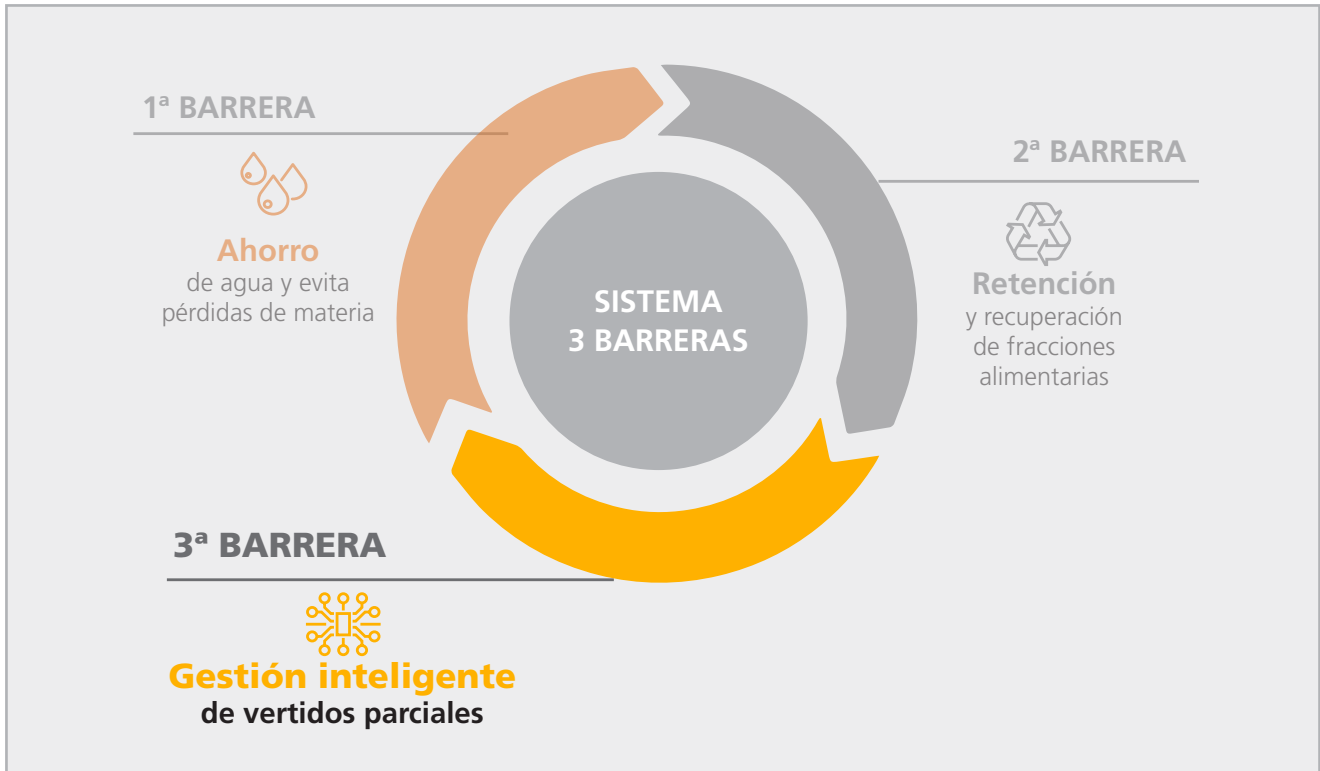 1ª BARRERA
Ahorro
de agua y evita
pérdidas de materia
2ª BARRERA
Retención
y recuperación
de fracciones
alimentarias
SISTEMA
3 BARRERAS
3ª BARRERA
Gestión inteligente
de vertidos parciales